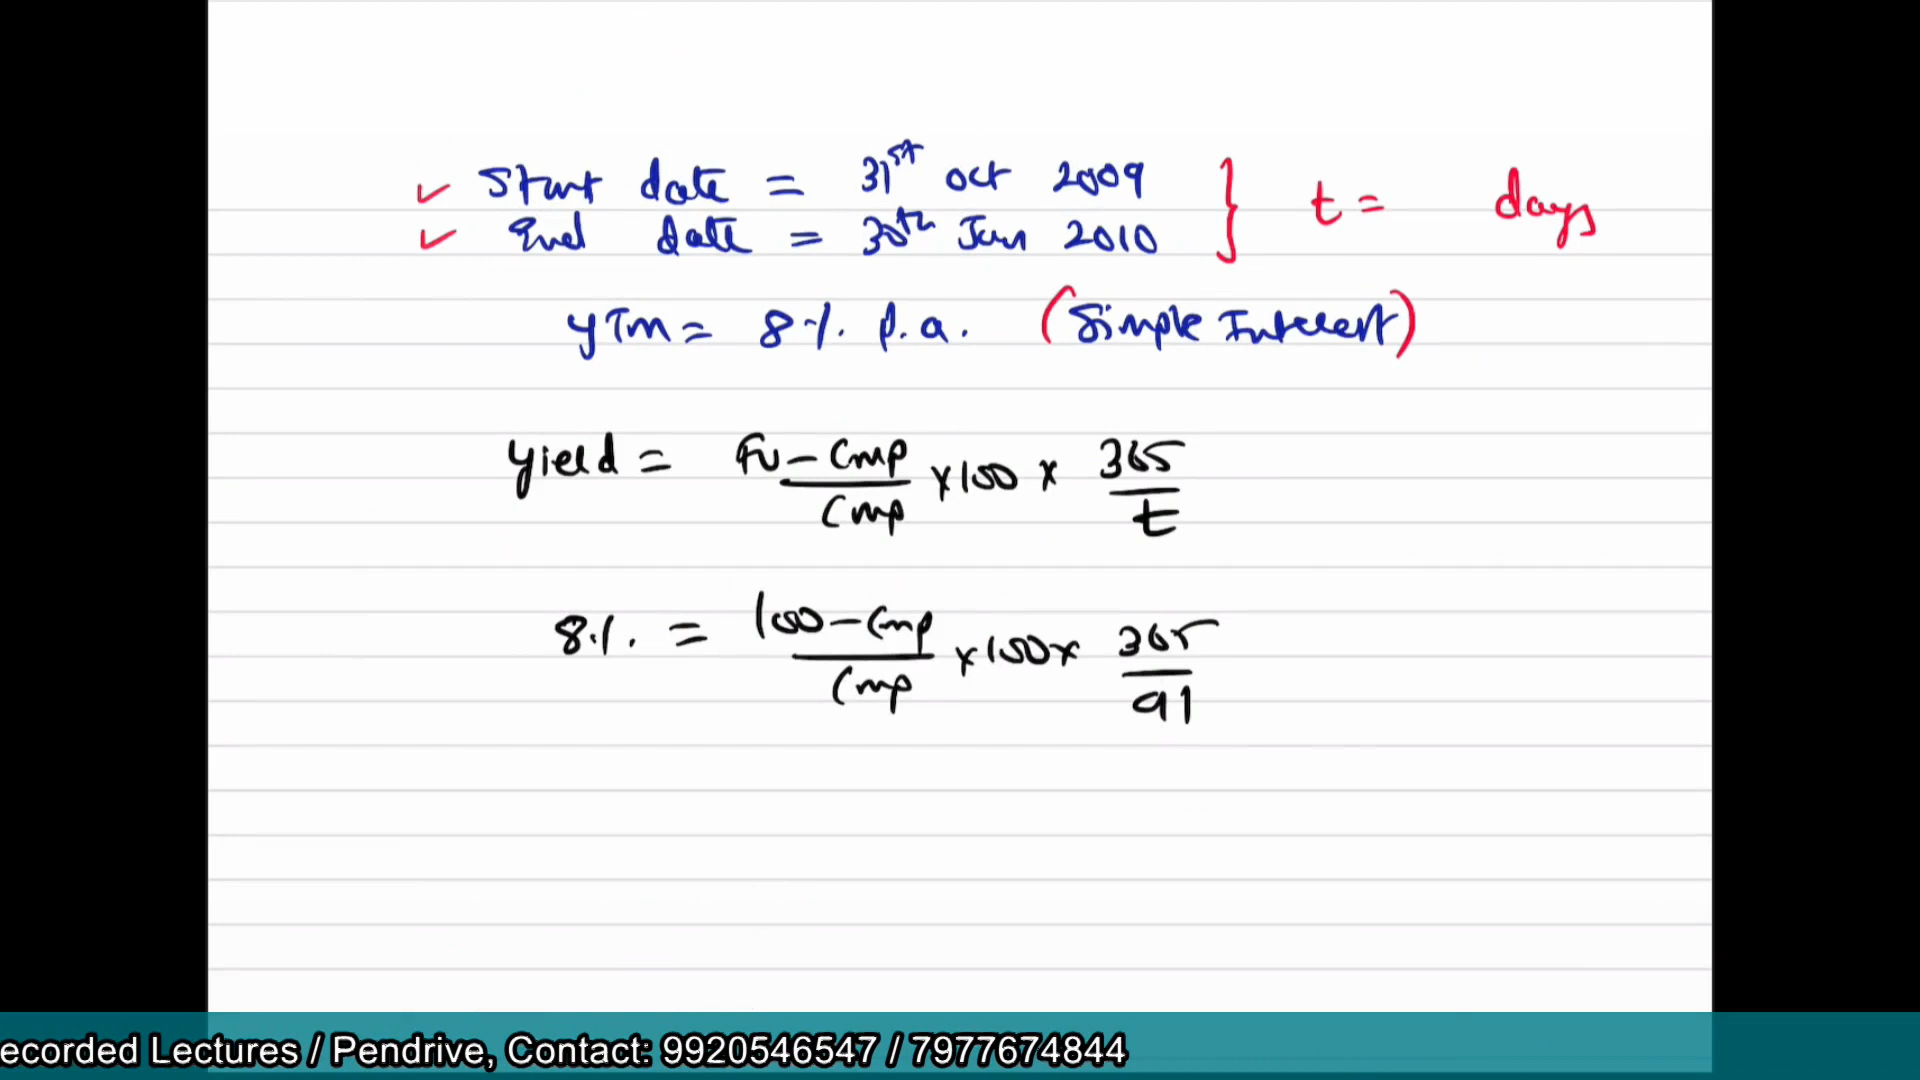 ✓ Start date = 31st oct 2009 } t = days
✓ End date = 30th Jan 2010
YTM = 8%. p.a. (Simple Interest)
Yield = FV - CMP / CMP × 100 × 365 / t
8%. = 100 - CMP / CMP × 100 × 365 / 91
ecorded Lectures / Pendrive, Contact: 9920546547 / 7977674844